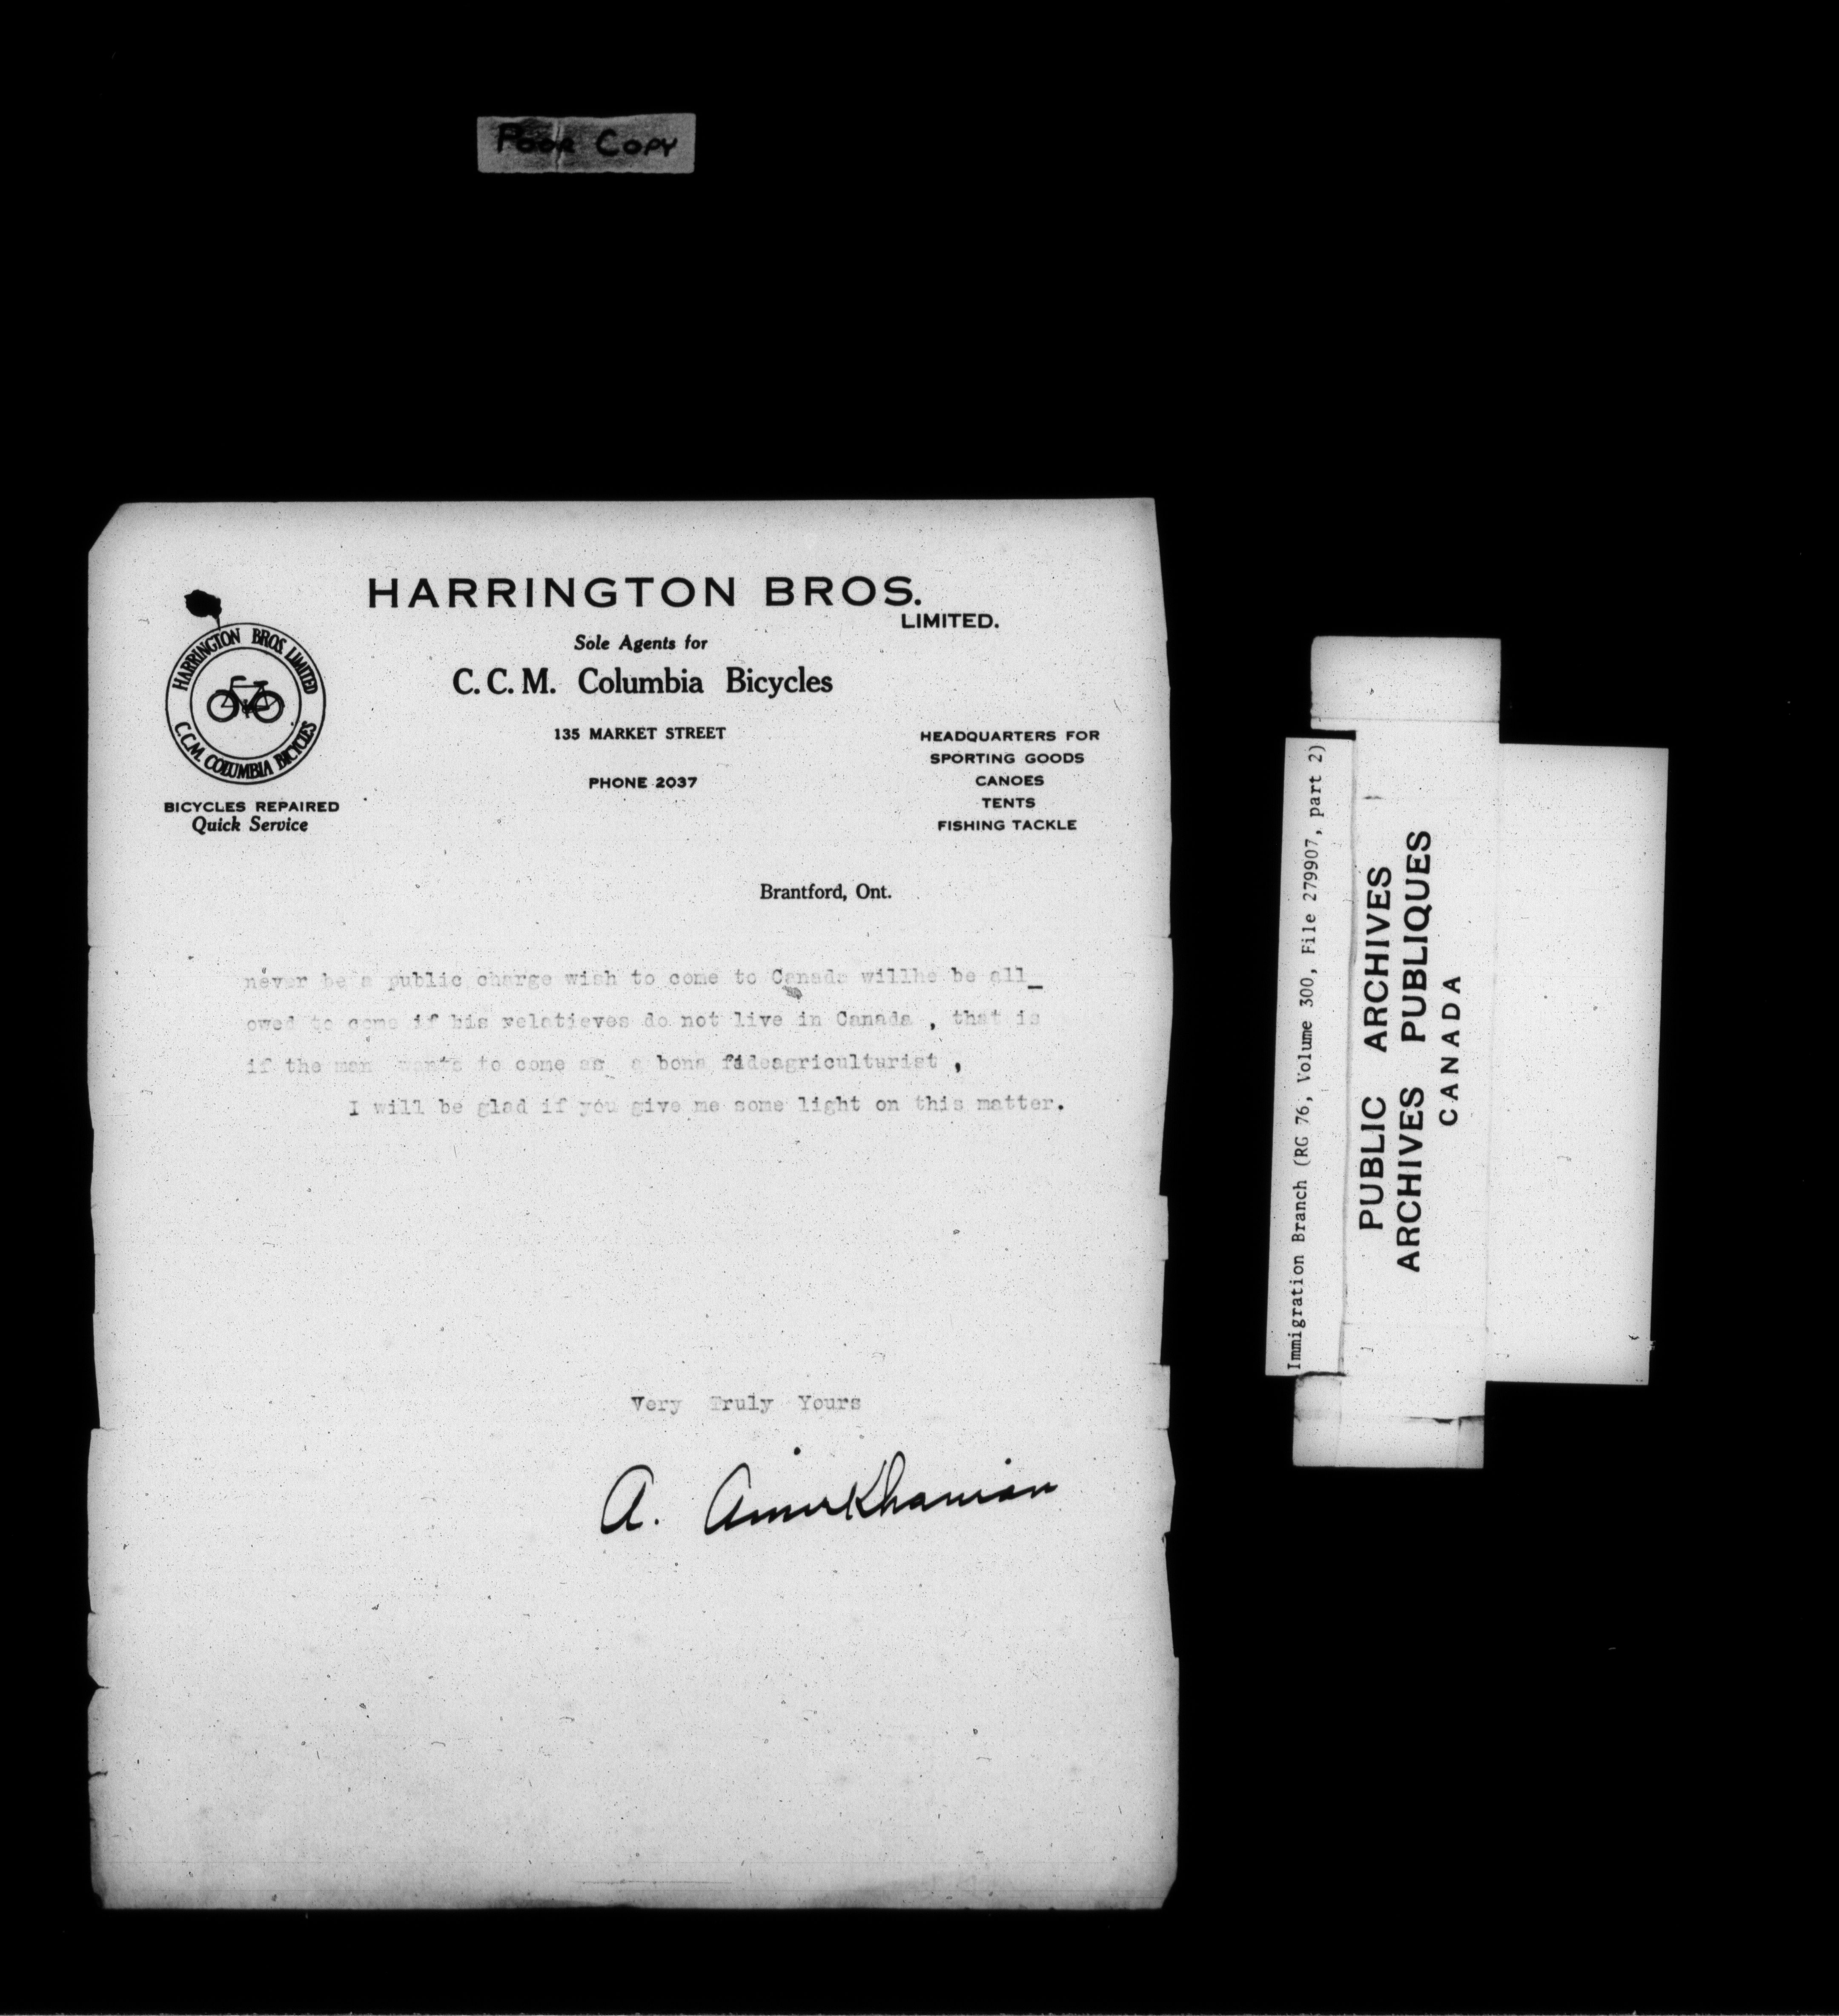 Poor Copy
HARRINGTON BROS.
LIMITED.
Sole Agents for
C. C. M. Columbia Bicycles
135 MARKET STREET
PHONE 2037
HARRINGTON BROS. LIMITED
C.C.M. COLUMBIA BICYCLES
BICYCLES REPAIRED
Quick Service
HEADQUARTERS FOR
SPORTING GOODS
CANOES
TENTS
FISHING TACKLE
Brantford, Ont.
never be a public charge wish to come to Canada willhe be all_
owed to come if his relatieves do not live in Canada , that is
if the man wants to come as a bona fideagriculturist ,
I will be glad if you give me some light on this matter.
Very Truly Yours
A. AmirKhanian
Immigration Branch (RG 76, Volume 300, File 279907, part 2)
PUBLIC ARCHIVES
ARCHIVES PUBLIQUES
CANADA